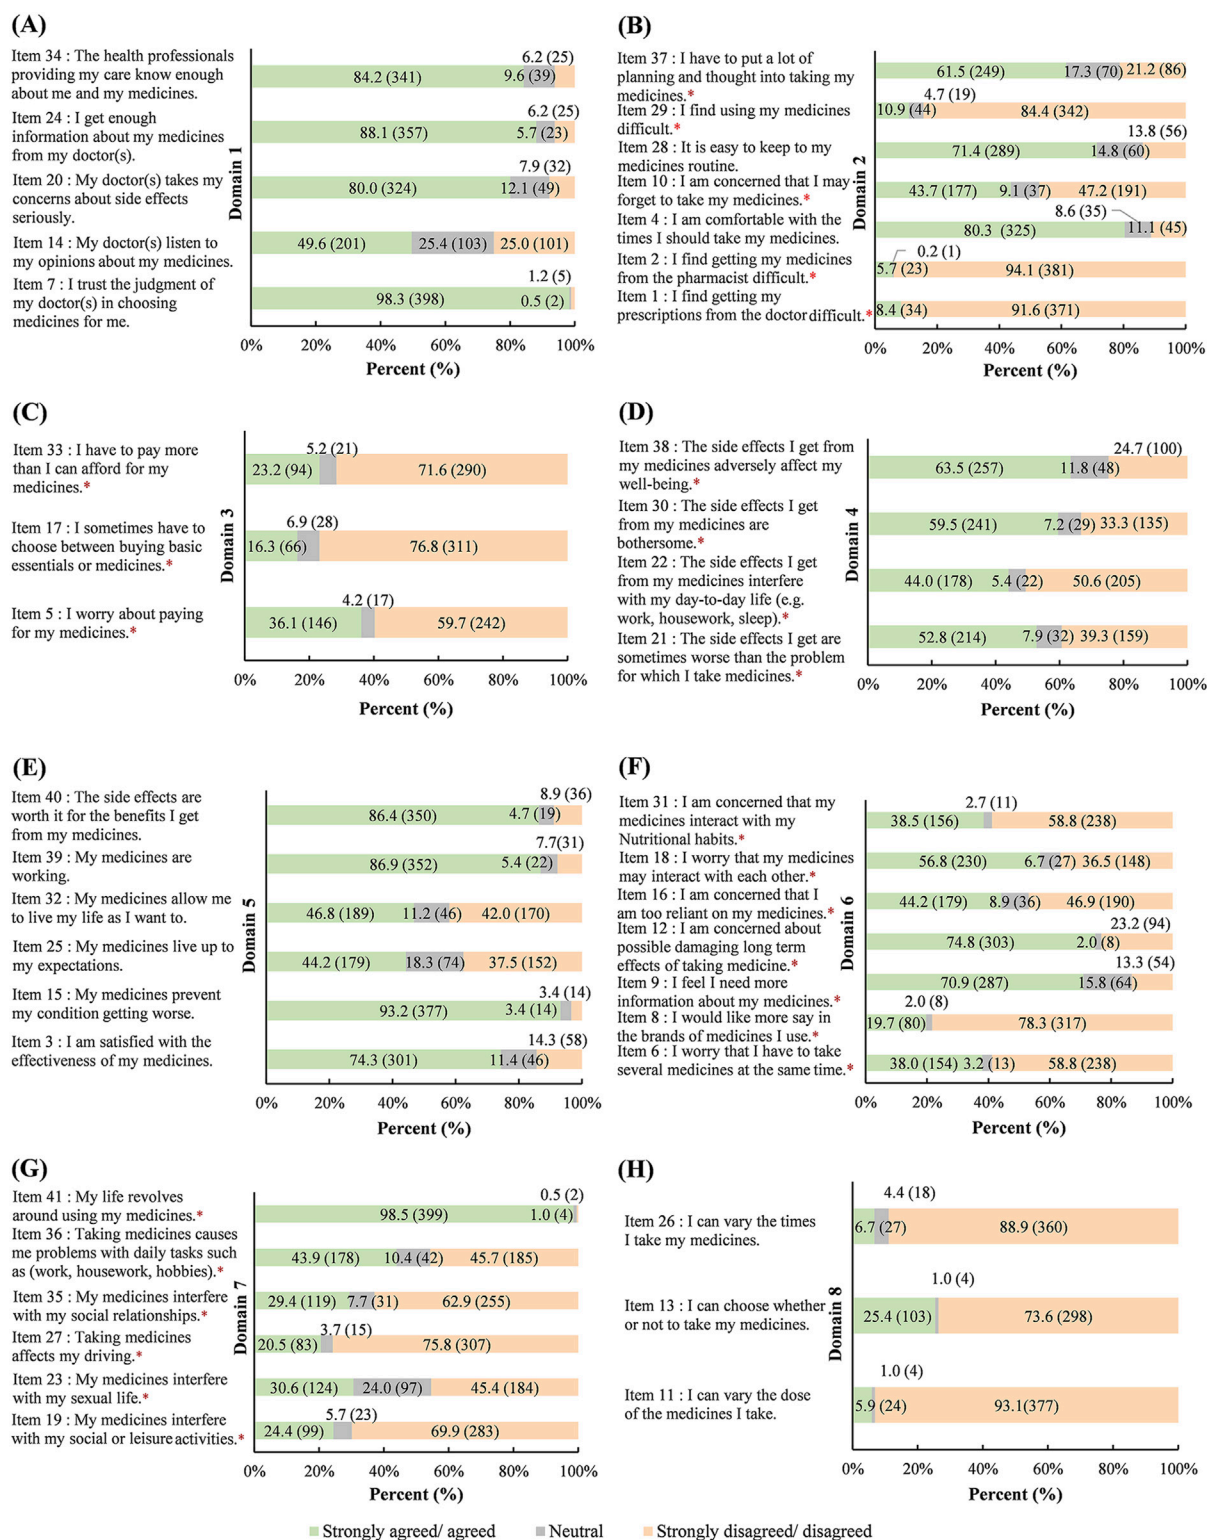 (A)
Item 34 : The health professionals
providing my care know enough
about me and my medicines.
6.2 (25)
84.2 (341) 9.6 (39)
Item 24 : I get enough
information about my medicines
from my doctor(s).
6.2 (25)
88.1 (357) 5.7 (23)
Item 20 : My doctor(s) takes my
concerns about side effects
seriously.
7.9 (32)
80.0 (324) 12.1 (49)
Item 14 : My doctor(s) listen to
my opinions about my medicines.
49.6 (201) 25.4 (103) 25.0 (101)
Item 7 : I trust the judgment of
my doctor(s) in choosing
medicines for me.
1.2 (5)
98.3 (398) 0.5 (2)
Domain 1
0% 20% 40% 60% 80% 100%
Percent (%)
(B)
Item 37 : I have to put a lot of
planning and thought into taking my
medicines.*
61.5 (249) 17.3 (70) 21.2 (86)
Item 29 : I find using my medicines
difficult.*
4.7 (19)
10.9 (44) 84.4 (342)
Item 28 : It is easy to keep to my
medicines routine.
13.8 (56)
71.4 (289) 14.8 (60)
Item 10 : I am concerned that I may
forget to take my medicines.*
43.7 (177) 9.1 (37) 47.2 (191)
Item 4 : I am comfortable with the
times I should take my medicines.
8.6 (35)
80.3 (325) 11.1 (45)
Item 2 : I find getting my medicines
from the pharmacist difficult.*
0.2 (1)
5.7 (23) 94.1 (381)
Item 1 : I find getting my
prescriptions from the doctor difficult.*
8.4 (34) 91.6 (371)
Domain 2
0% 20% 40% 60% 80% 100%
Percent (%)
(C)
Item 33 : I have to pay more
than I can afford for my
medicines.*
5.2 (21)
23.2 (94) 71.6 (290)
Item 17 : I sometimes have to
choose between buying basic
essentials or medicines.*
6.9 (28)
16.3 (66) 76.8 (311)
Item 5 : I worry about paying
for my medicines.*
4.2 (17)
36.1 (146) 59.7 (242)
Domain 3
0% 20% 40% 60% 80% 100%
Percent (%)
(D)
Item 38 : The side effects I get from
my medicines adversely affect my
well-being.*
24.7 (100)
63.5 (257) 11.8 (48)
Item 30 : The side effects I get
from my medicines are
bothersome.*
59.5 (241) 7.2 (29) 33.3 (135)
Item 22 : The side effects I get
from my medicines interfere
with my day-to-day life (e.g.
work, housework, sleep).*
44.0 (178) 5.4 (22) 50.6 (205)
Item 21 : The side effects I get are
sometimes worse than the problem
for which I take medicines.*
52.8 (214) 7.9 (32) 39.3 (159)
Domain 4
0% 20% 40% 60% 80% 100%
Percent (%)
(E)
Item 40 : The side effects are
worth it for the benefits I get
from my medicines.
8.9 (36)
86.4 (350) 4.7 (19)
Item 39 : My medicines are
working.
7.7(31)
86.9 (352) 5.4 (22)
Item 32 : My medicines allow me
to live my life as I want to.
46.8 (189) 11.2 (46) 42.0 (170)
Item 25 : My medicines live up to
my expectations.
44.2 (179) 18.3 (74) 37.5 (152)
Item 15 : My medicines prevent
my condition getting worse.
3.4 (14)
93.2 (377) 3.4 (14)
Item 3 : I am satisfied with the
effectiveness of my medicines.
14.3 (58)
74.3 (301) 11.4 (46)
Domain 5
0% 20% 40% 60% 80% 100%
Percent (%)
(F)
Item 31 : I am concerned that my
medicines interact with my
Nutritional habits.*
2.7 (11)
38.5 (156) 58.8 (238)
Item 18 : I worry that my medicines
may interact with each other.*
56.8 (230) 6.7 (27) 36.5 (148)
Item 16 : I am concerned that I
am too reliant on my medicines.*
44.2 (179) 8.9 (36) 46.9 (190)
Item 12 : I am concerned about
possible damaging long term
effects of taking medicine.*
23.2 (94)
74.8 (303) 2.0 (8)
Item 9 : I feel I need more
information about my medicines.*
13.3 (54)
70.9 (287) 15.8 (64)
Item 8 : I would like more say in
the brands of medicines I use.*
2.0 (8)
19.7 (80) 78.3 (317)
Item 6 : I worry that I have to take
several medicines at the same time.*
38.0 (154) 3.2 (13) 58.8 (238)
Domain 6
0% 20% 40% 60% 80% 100%
Percent (%)
(G)
Item 41 : My life revolves
around using my medicines.*
0.5 (2)
98.5 (399) 1.0 (4)
Item 36 : Taking medicines causes
me problems with daily tasks such
as (work, housework, hobbies).*
43.9 (178) 10.4 (42) 45.7 (185)
Item 35 : My medicines interfere
with my social relationships.*
29.4 (119) 7.7 (31) 62.9 (255)
Item 27 : Taking medicines
affects my driving.*
3.7 (15)
20.5 (83) 75.8 (307)
Item 23 : My medicines interfere
with my sexual life.*
30.6 (124) 24.0 (97) 45.4 (184)
Item 19 : My medicines interfere
with my social or leisure activities.*
5.7 (23)
24.4 (99) 69.9 (283)
Domain 7
0% 20% 40% 60% 80% 100%
Percent (%)
(H)
Item 26 : I can vary the times
I take my medicines.
4.4 (18)
6.7 (27) 88.9 (360)
Item 13 : I can choose whether
or not to take my medicines.
1.0 (4)
25.4 (103) 73.6 (298)
Item 11 : I can vary the dose
of the medicines I take.
1.0 (4)
5.9 (24) 93.1(377)
Domain 8
0% 20% 40% 60% 80% 100%
Percent (%)
Strongly agreed/ agreed Neutral Strongly disagreed/ disagreed